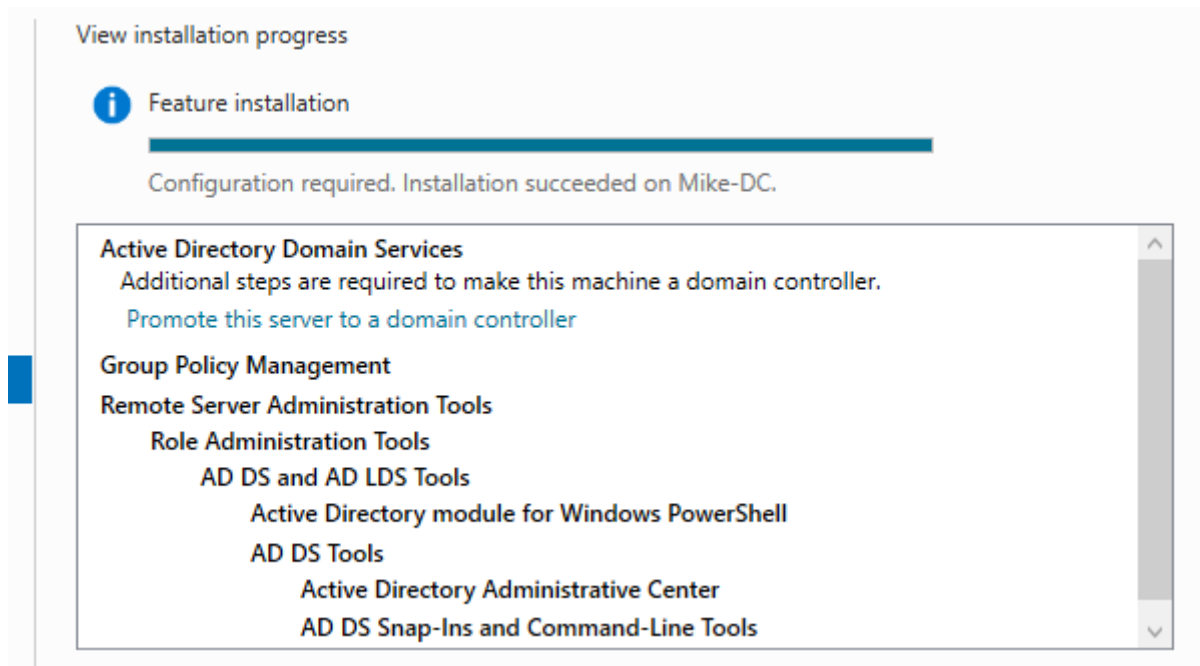 View installation progress
Feature installation
Configuration required. Installation succeeded on Mike-DC.
Active Directory Domain Services
Additional steps are required to make this machine a domain controller.
Promote this server to a domain controller
Group Policy Management
Remote Server Administration Tools
Role Administration Tools
AD DS and AD LDS Tools
Active Directory module for Windows PowerShell
AD DS Tools
Active Directory Administrative Center
AD DS Snap-Ins and Command-Line Tools